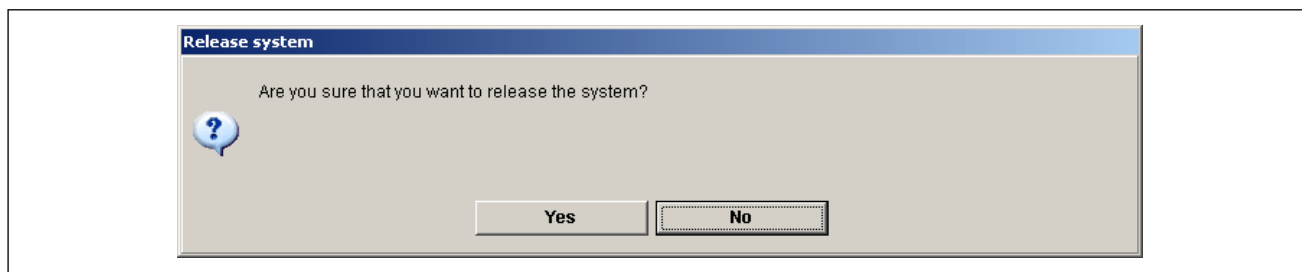 Release system
Are you sure that you want to release the system?
Yes
No